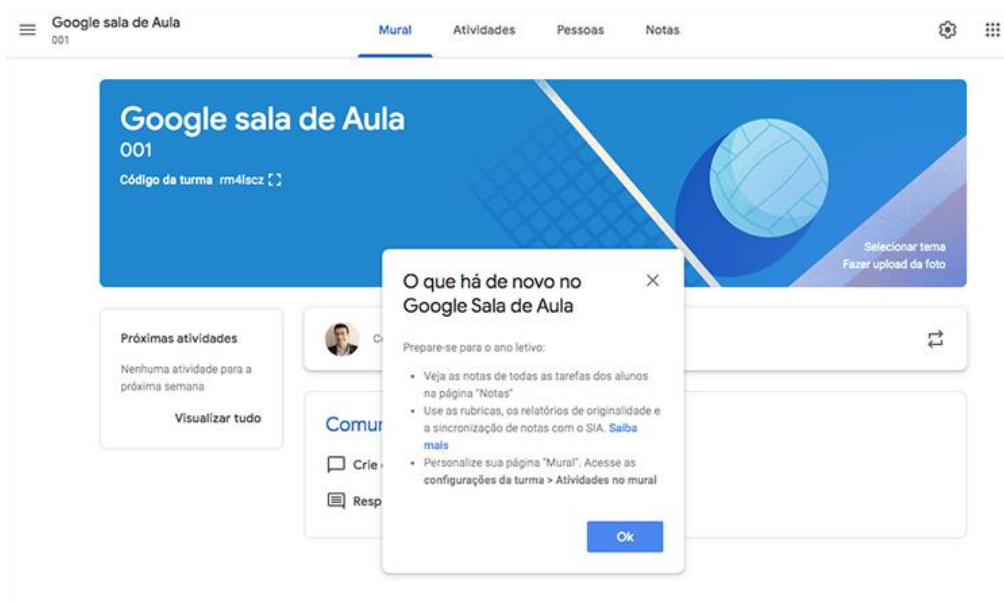 Google sala de Aula
001
Mural
Atividades
Pessoas
Notas
Google sala de Aula
001
Código da turma rm4lscz
Selecionar tema
Fazer upload da foto
Próximas atividades
Nenhuma atividade para a
próxima semana
Visualizar tudo
O que há de novo no
Google Sala de Aula
Prepare-se para o ano letivo:
Veja as notas de todas as tarefas dos alunos
na página "Notas"
Use as rubricas, os relatórios de originalidade e
a sincronização de notas com o SIA. Saiba
mais
Personalize sua página "Mural". Acesse as
configurações da turma > Atividades no mural
Ok
Comu
Crie
Resp